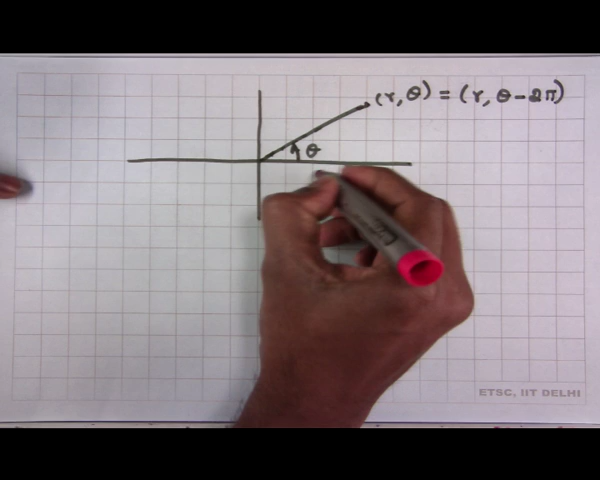 (r, θ) = (r, θ - 2π)
θ
ETSC, IIT DELHI